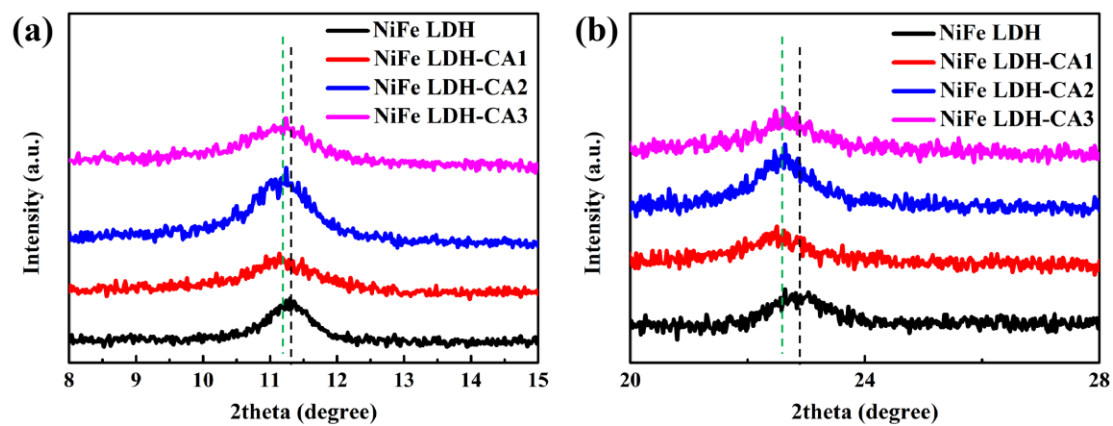 (a)
NiFe LDH
NiFe LDH-CA1
NiFe LDH-CA2
NiFe LDH-CA3
Intensity (a.u.)
8 9 10 11 12 13 14 15
2theta (degree)
(b)
NiFe LDH
NiFe LDH-CA1
NiFe LDH-CA2
NiFe LDH-CA3
Intensity (a.u.)
20 24 28
2theta (degree)